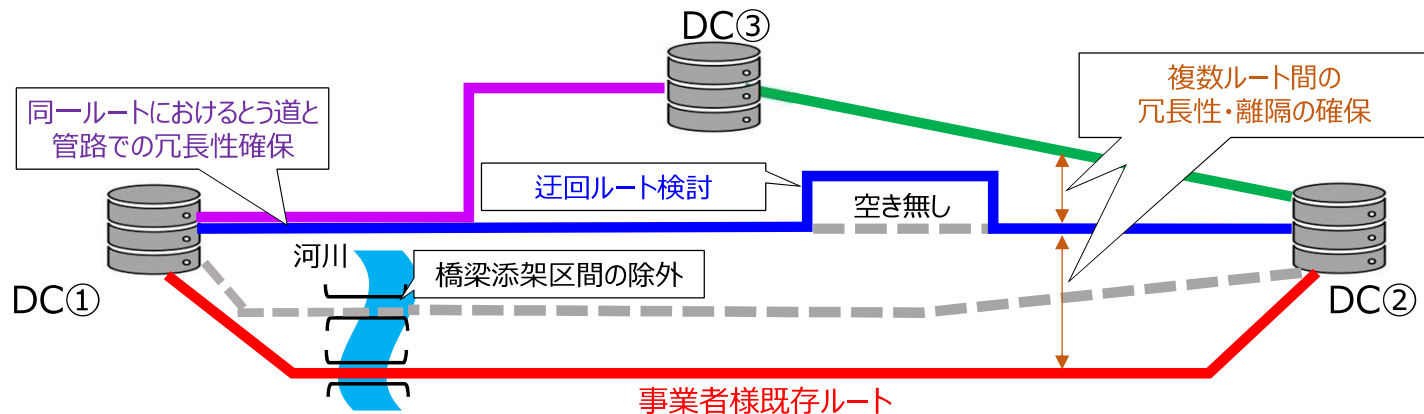 DC③
同一ルートにおけるとう道と
管路での冗長性確保
複数ルート間の
冗長性・離隔の確保
迂回ルート検討
空き無し
河川
橋梁添架区間の除外
DC①
DC②
事業者様既存ルート